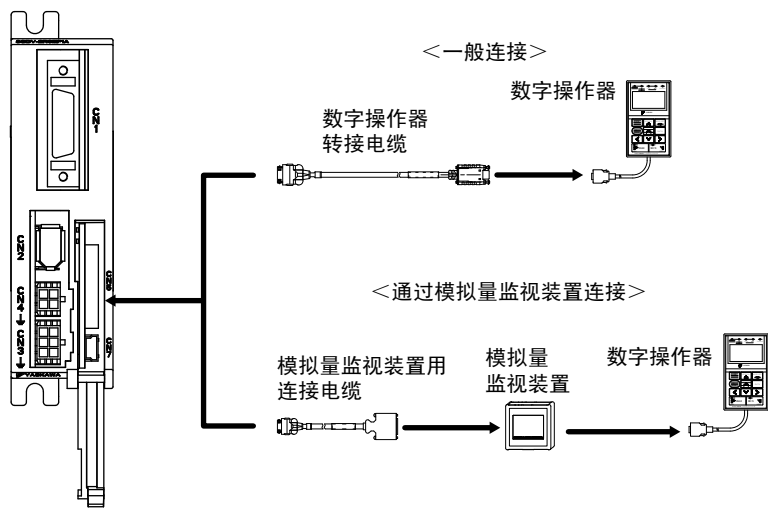 ＜一般连接＞
数字操作器
数字操作器
转接电缆
CN1
CN2
CN4
CN3
＜通过模拟量监视装置连接＞
模拟量监视装置用
连接电缆
模拟量
监视装置
数字操作器
YASKAWA